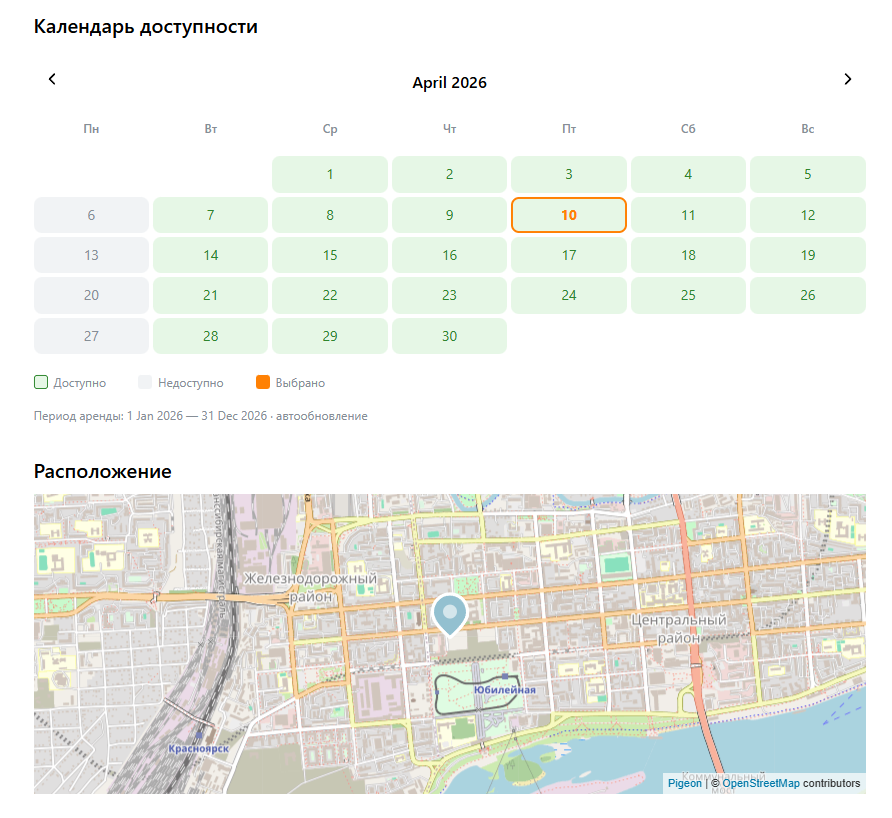 Календарь доступности
April 2026
Пн Вт Ср Чт Пт Сб Вс
1 2 3 4 5
6 7 8 9 10 11 12
13 14 15 16 17 18 19
20 21 22 23 24 25 26
27 28 29 30
Доступно Недоступно Выбрано
Период аренды: 1 Jan 2026 — 31 Dec 2026 · автообновление
Расположение
Железнодорожный
район
Центральный
район
Юбилейная
Красноярск
Коммунальный
мост
Pigeon | © OpenStreetMap contributors